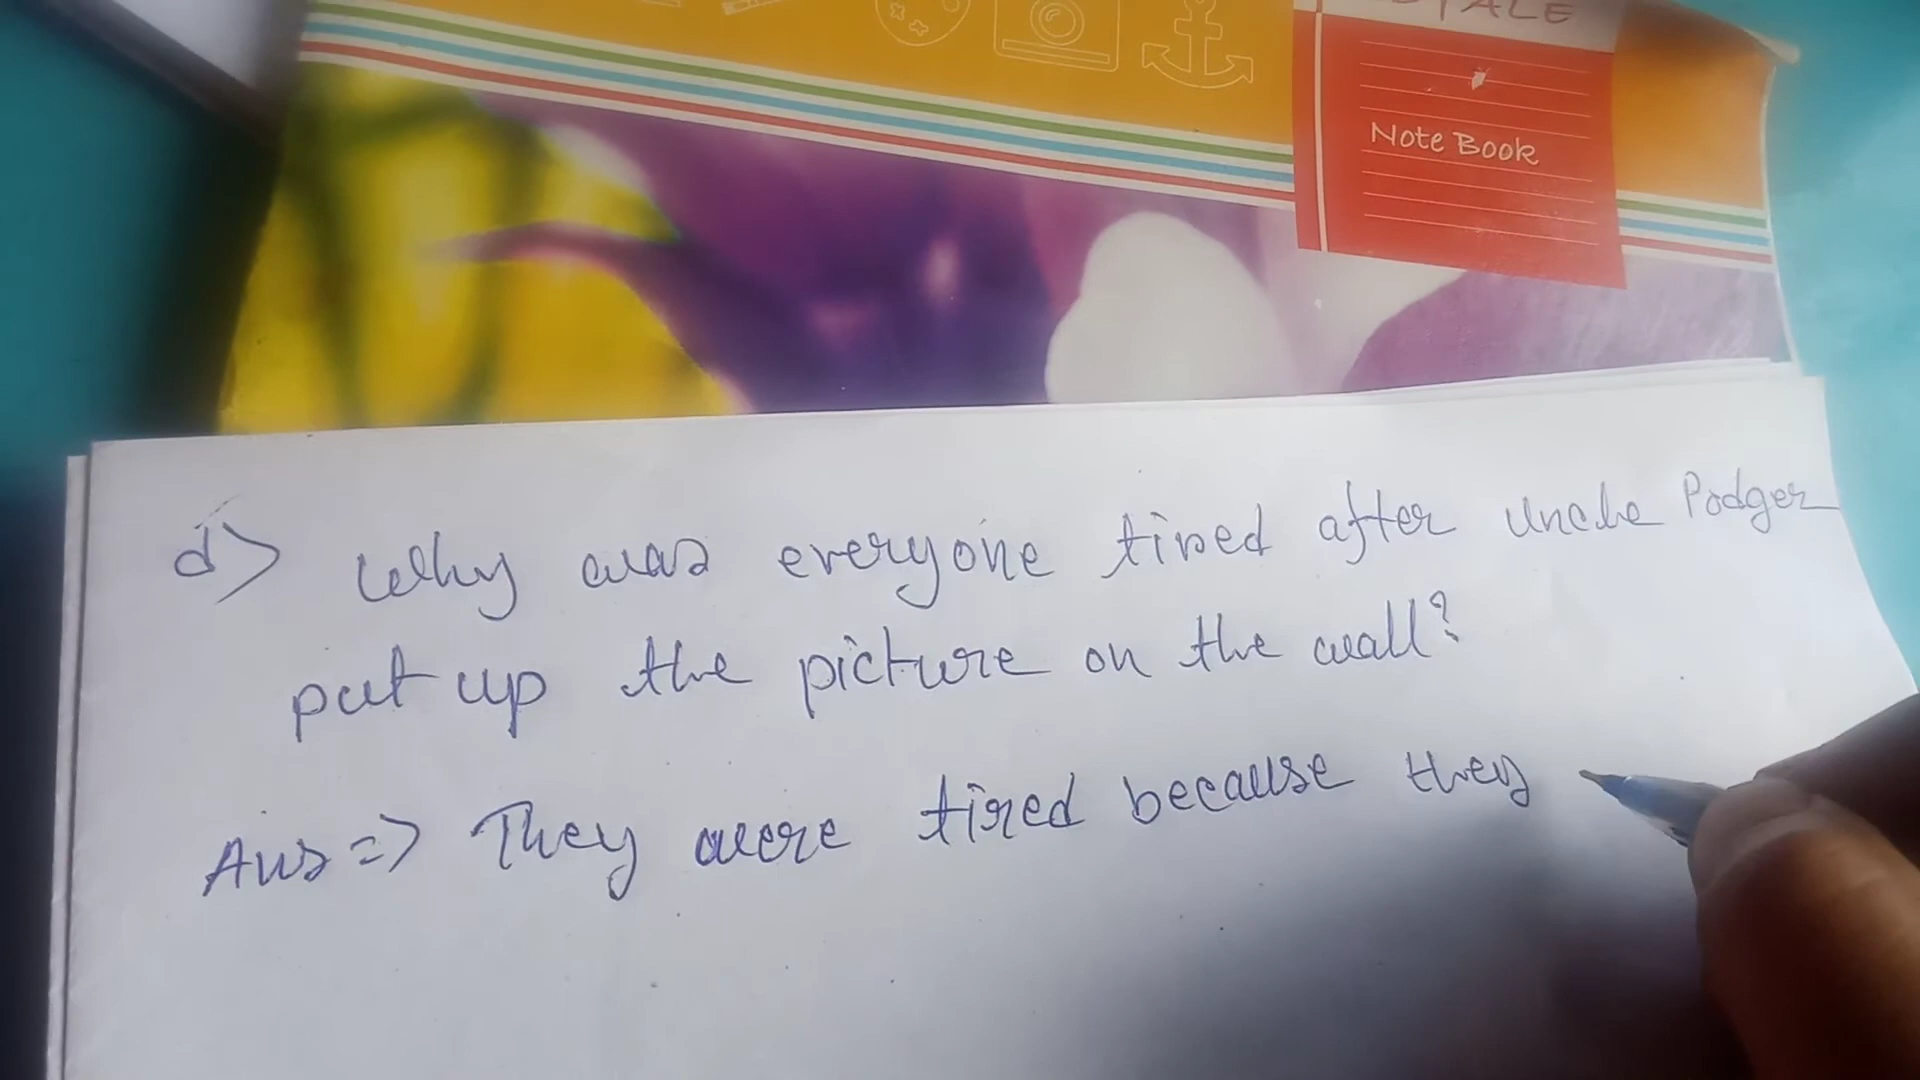 Note Book
d) Why was everyone tired after Uncle Podger
put up the picture on the wall?
Ans => They were tired because they